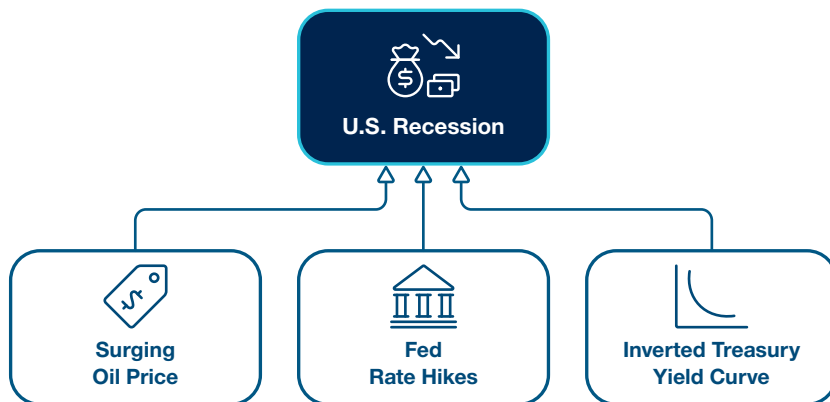 U.S. Recession
Surging
Oil Price
Fed
Rate Hikes
Inverted Treasury
Yield Curve